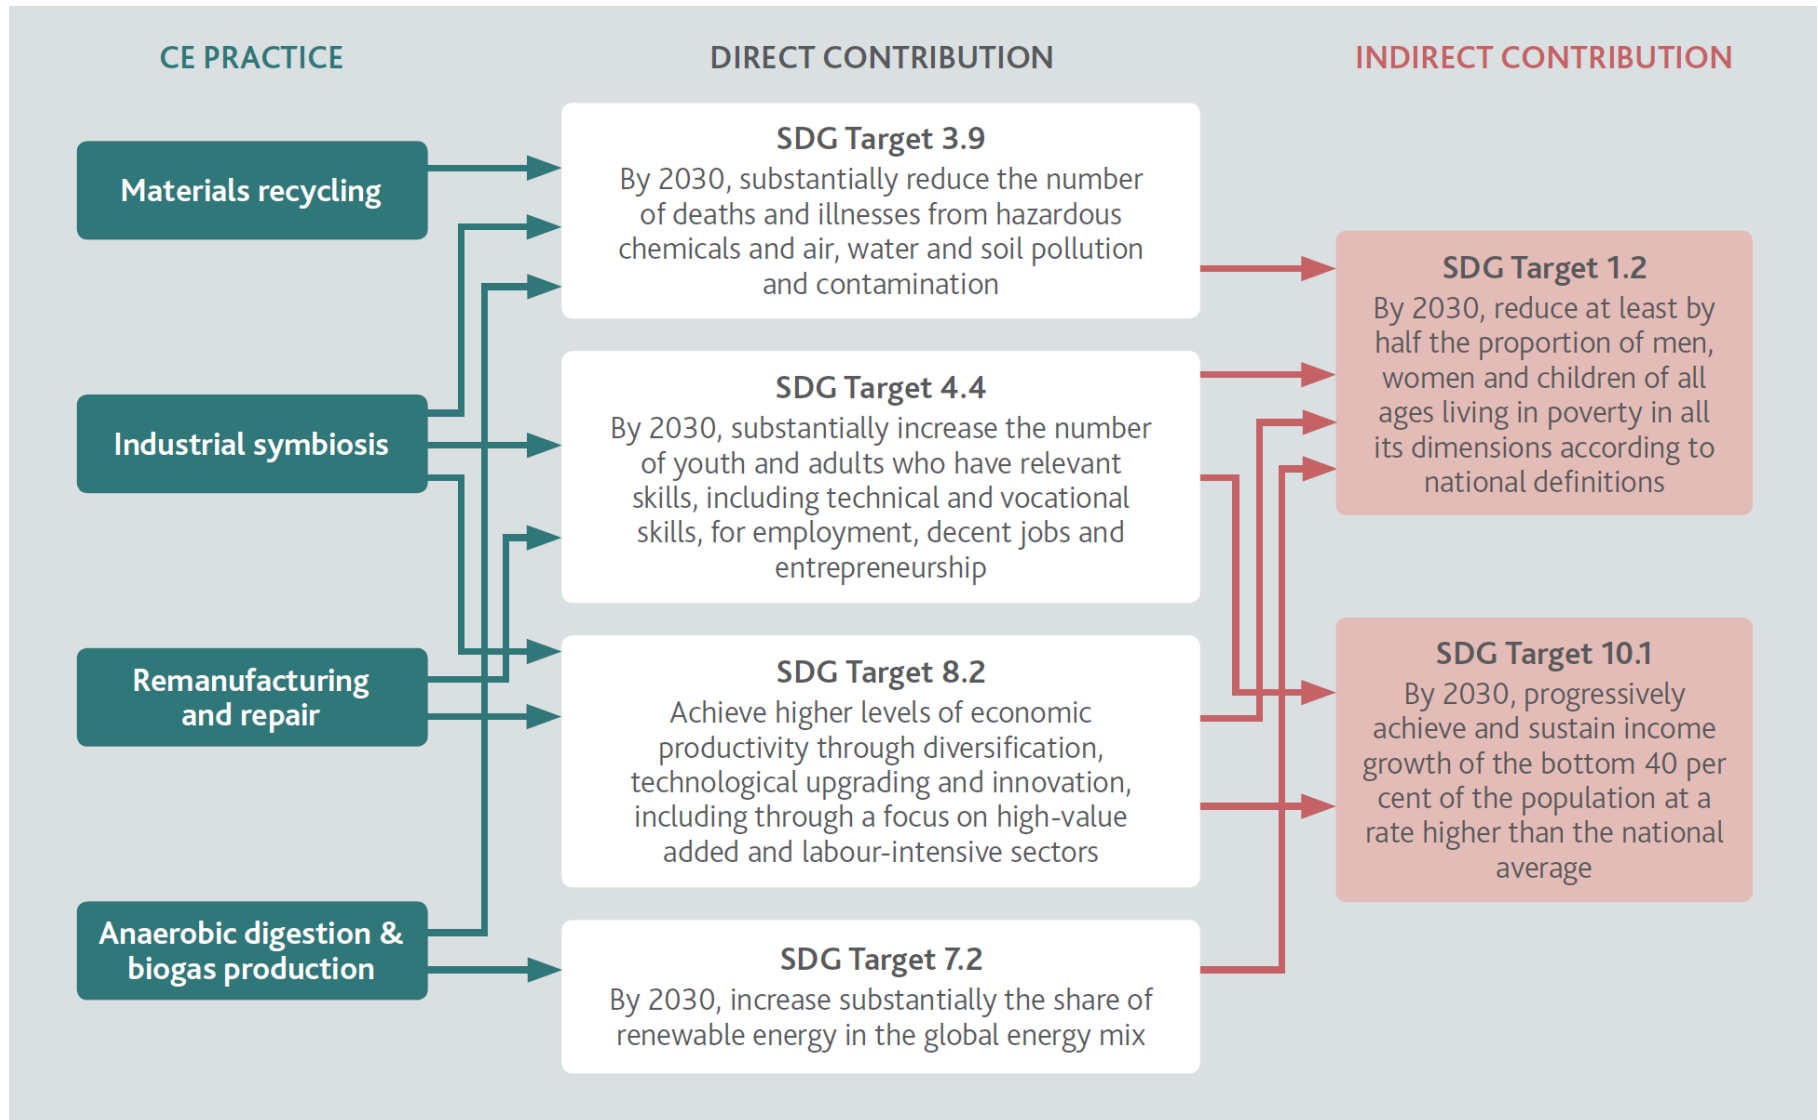 CE PRACTICE
DIRECT CONTRIBUTION
INDIRECT CONTRIBUTION
Materials recycling
Industrial symbiosis
Remanufacturing
and repair
Anaerobic digestion &
biogas production
SDG Target 3.9
By 2030, substantially reduce the number
of deaths and illnesses from hazardous
chemicals and air, water and soil pollution
and contamination
SDG Target 4.4
By 2030, substantially increase the number
of youth and adults who have relevant
skills, including technical and vocational
skills, for employment, decent jobs and
entrepreneurship
SDG Target 8.2
Achieve higher levels of economic
productivity through diversification,
technological upgrading and innovation,
including through a focus on high-value
added and labour-intensive sectors
SDG Target 7.2
By 2030, increase substantially the share of
renewable energy in the global energy mix
SDG Target 1.2
By 2030, reduce at least by
half the proportion of men,
women and children of all
ages living in poverty in all
its dimensions according to
national definitions
SDG Target 10.1
By 2030, progressively
achieve and sustain income
growth of the bottom 40 per
cent of the population at a
rate higher than the national
average